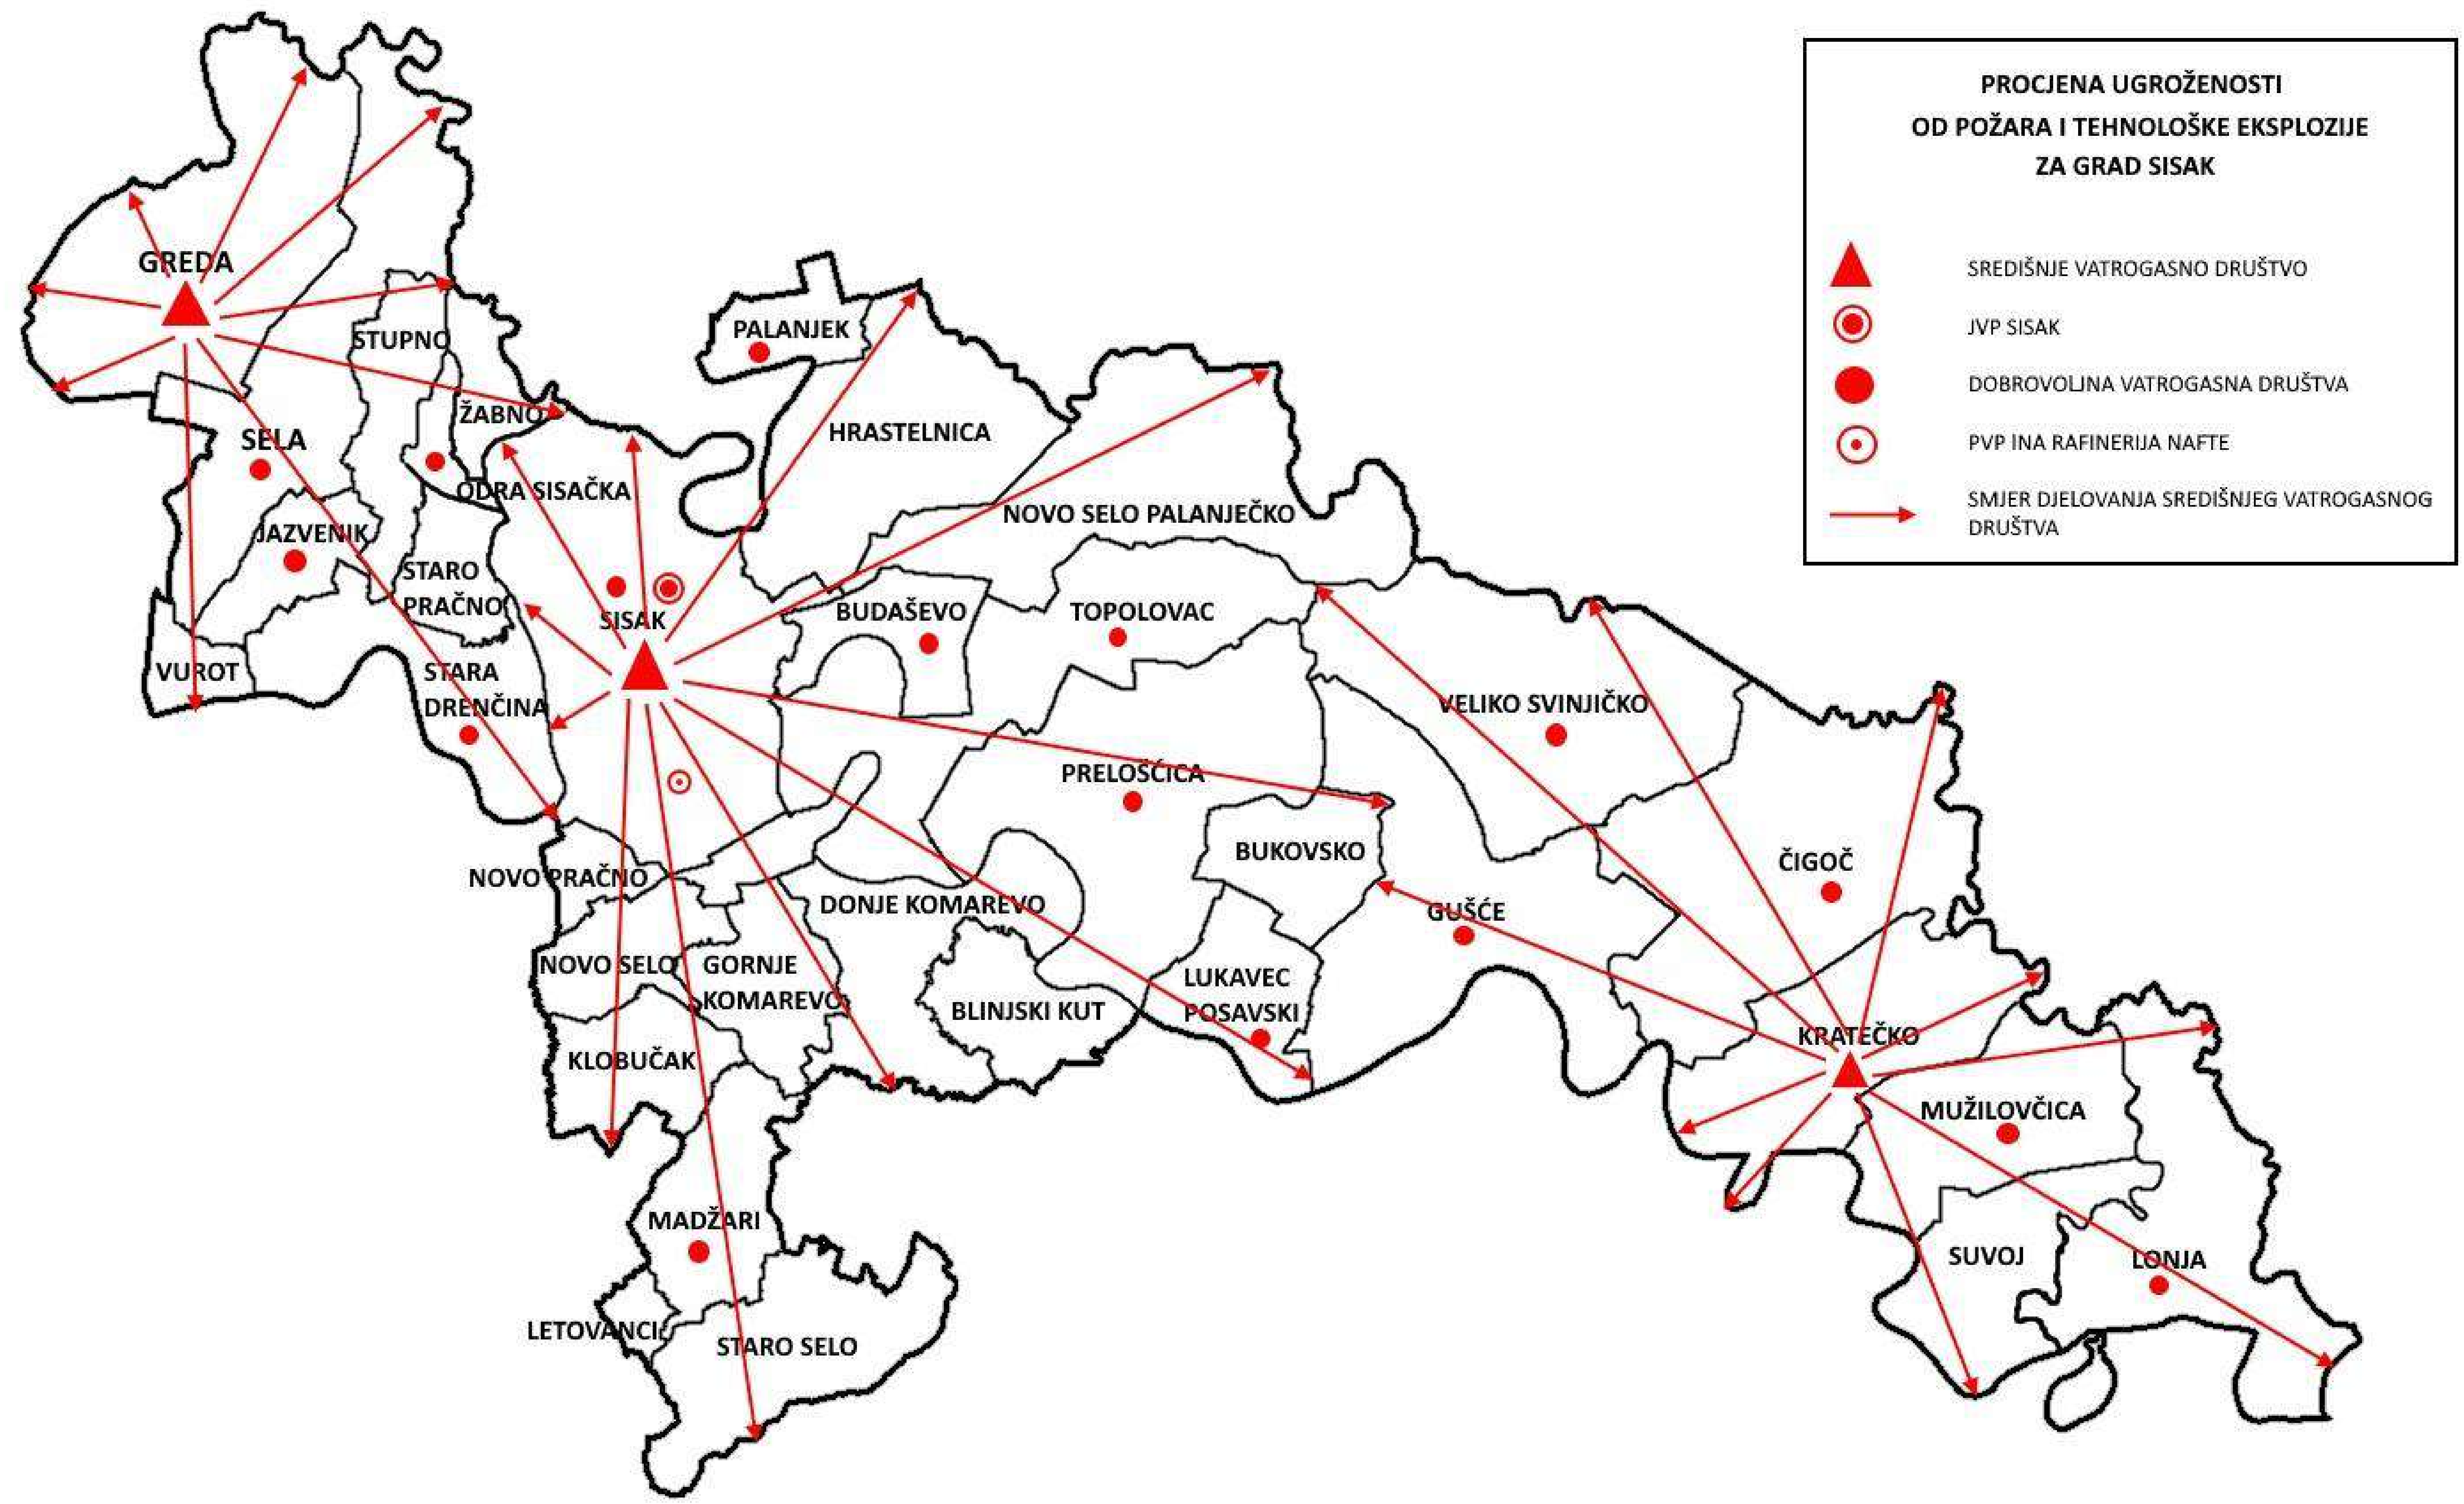 PROCJENA UGROŽENOSTI
OD POŽARA I TEHNOLOŠKE EKSPLOZIJE
ZA GRAD SISAK
SREDIŠNJE VATROGASNO DRUŠTVO
JVP SISAK
DOBROVOLJNA VATROGASNA DRUŠTVA
PVP INA RAFINERIJA NAFTE
SMJER DJELOVANJA SREDIŠNJEG VATROGASNOG
DRUŠTVA
GREDA
STUPNO
PALANJEK
ŽABNO
SELA
HRASTELNICA
ODRA SISAČKA
NOVO SELO PALANJEČKO
JAZVENIK
STARO
PRAČNO
SISAK
BUDAŠEVO
TOPOLOVAC
VUROT
STARA
DRENČINA
VELIKO SVINJIČKO
PRELOŠĆICA
BUKOVSKO
ČIGOČ
NOVO PRAČNO
DONJE KOMAREVO
GUŠĆE
NOVO SELO
GORNJE
KOMAREVO
BLINJSKI KUT
LUKAVEC
POSAVSKI
KRATEČKO
KLOBUČAK
MUŽILOVČICA
MADŽARI
SUVOJ
LONJA
LETOVANCI
STARO SELO